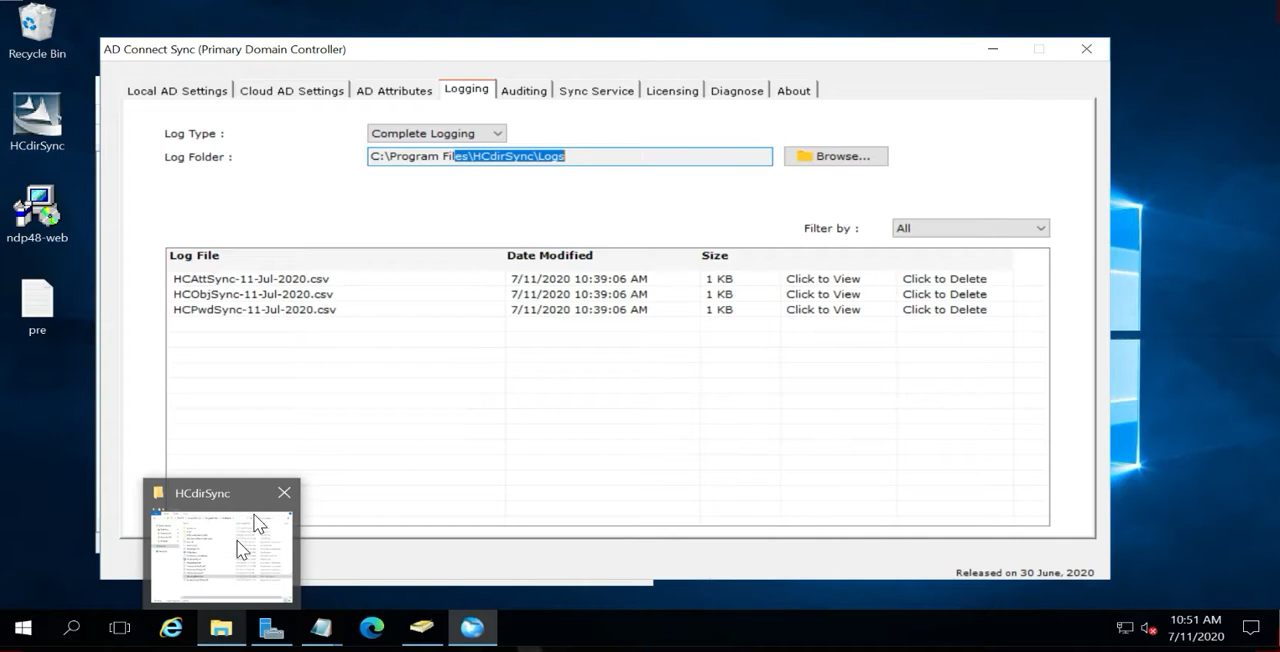 Recycle Bin
HCdirSync
ndp48-web
pre
AD Connect Sync (Primary Domain Controller)
Local AD Settings Cloud AD Settings AD Attributes Logging Auditing Sync Service Licensing Diagnose About
Log Type : Complete Logging
Log Folder : C:\Program Files\HCdirSync\Logs Browse...
Filter by : All
Log File Date Modified Size
HCAttSync-11-Jul-2020.csv 7/11/2020 10:39:06 AM 1 KB Click to View Click to Delete
HCObjSync-11-Jul-2020.csv 7/11/2020 10:39:06 AM 1 KB Click to View Click to Delete
HCPwdSync-11-Jul-2020.csv 7/11/2020 10:39:06 AM 1 KB Click to View Click to Delete
HCdirSync
Released on 30 June, 2020
10:51 AM
7/11/2020